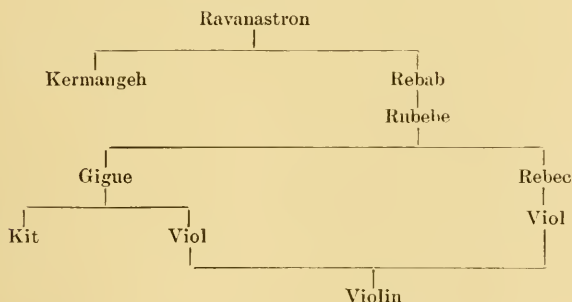 Ravanastron
Kermangeh Rebab
Rubebe
Gigue Rebec
Kit Viol Viol
Violin